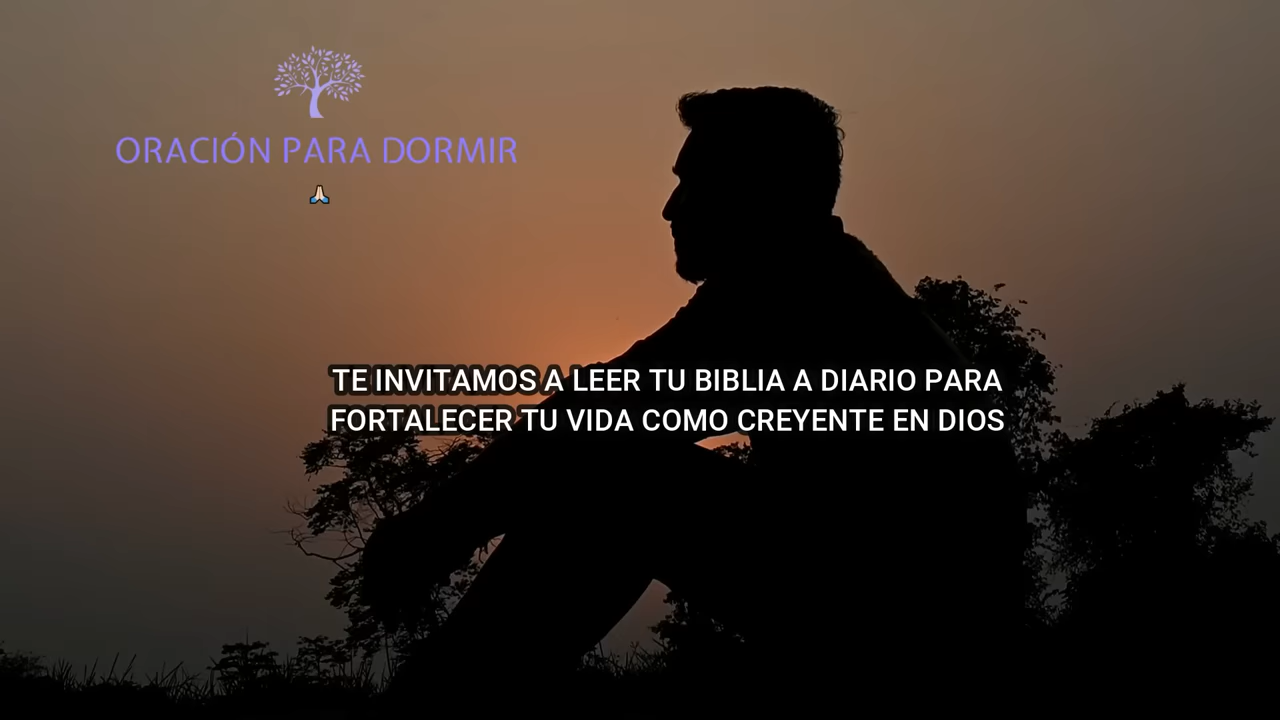 ORACIÓN PARA DORMIR
TE INVITAMOS A LEER TU BIBLIA A DIARIO PARA
FORTALECER TU VIDA COMO CREYENTE EN DIOS